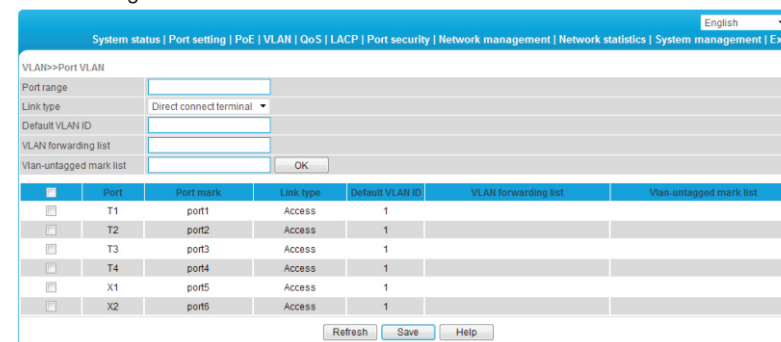 English
System status | Port setting | PoE | VLAN | QoS | LACP | Port security | Network management | Network statistics | System management | Ex
VLAN>>Port VLAN
Port range
Link type Direct connect terminal
Default VLAN ID
VLAN forwarding list
Vlan-untagged mark list OK
Port Port mark Link type Default VLAN ID VLAN forwarding list Vlan-untagged mark list
T1 port1 Access 1
T2 port2 Access 1
T3 port3 Access 1
T4 port4 Access 1
X1 port5 Access 1
X2 port6 Access 1
Refresh Save Help